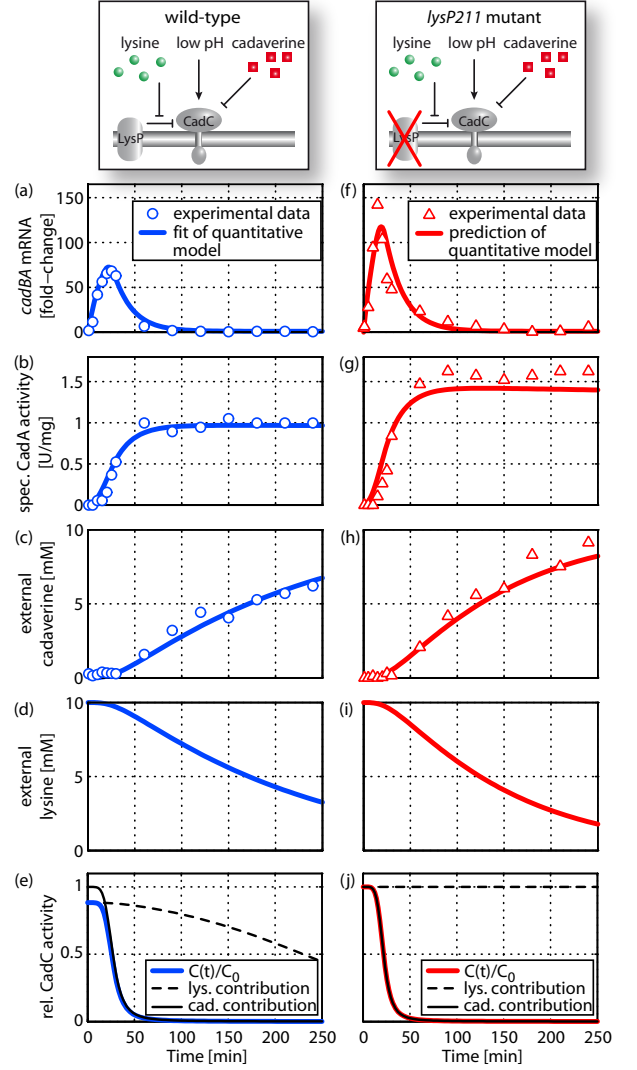 wild-type
lysine low pH cadaverine
CadC
LysP
lysP211 mutant
lysine low pH cadaverine
CadC
LysP
(a)
cadBA mRNA
[fold−change]
150
100
50
0
experimental data
fit of quantitative
model
(f)
experimental data
prediction of
quantitative model
(b)
spec. CadA activity
[U/mg]
1.5
1
0.5
0
(g)
(c)
external
cadaverine [mM]
10
5
0
(h)
(d)
external
lysine [mM]
10
5
0
(i)
(e)
rel. CadC activity
1
0.5
0
C(t)/C0
lys. contribution
cad. contribution
0 50 100 150 200 250
Time [min]
(j)
C(t)/C0
lys. contribution
cad. contribution
0 50 100 150 200 250
Time [min]